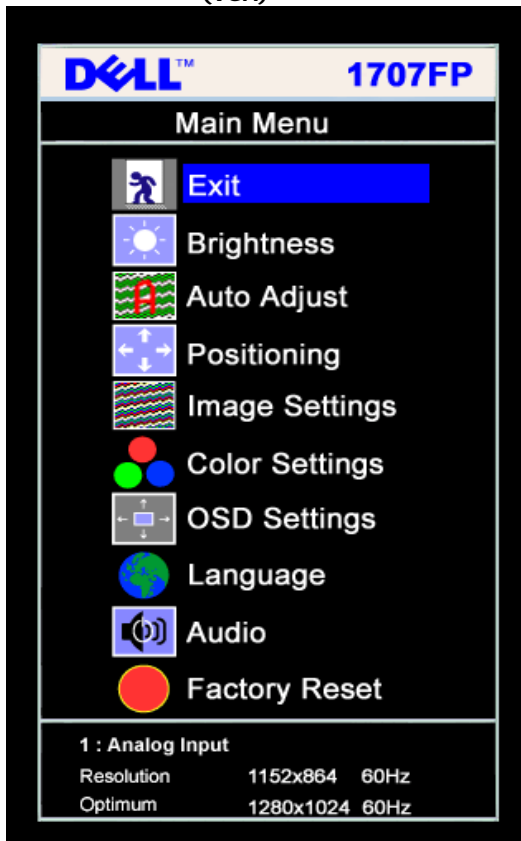 (VGA)
DELL™ 1707FP
Main Menu
Exit
Brightness
Auto Adjust
Positioning
Image Settings
Color Settings
OSD Settings
Language
Audio
Factory Reset
1 : Analog Input
Resolution 1152x864 60Hz
Optimum 1280x1024 60Hz